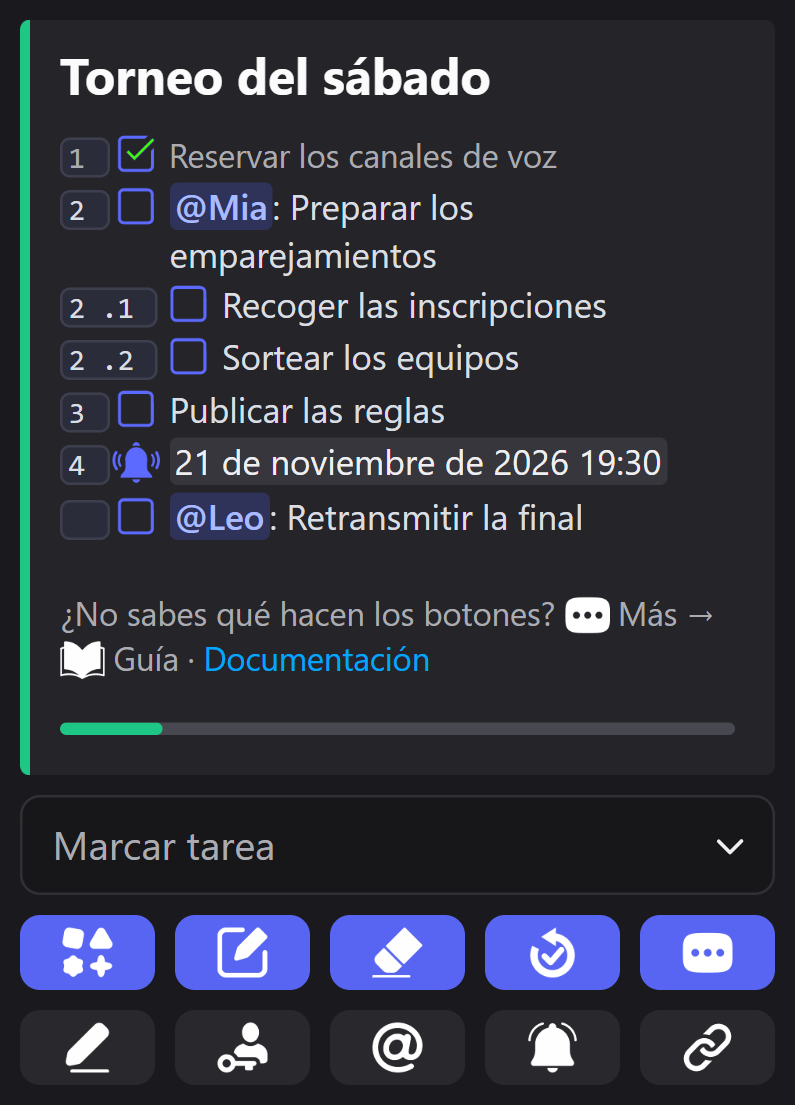 Torneo del sábado
1 Reservar los canales de voz
2 @Mia: Preparar los
emparejamientos
2 .1 Recoger las inscripciones
2 .2 Sortear los equipos
3 Publicar las reglas
4 21 de noviembre de 2026 19:30
@Leo: Retransmitir la final
¿No sabes qué hacen los botones? Más →
Guía · Documentación
Marcar tarea